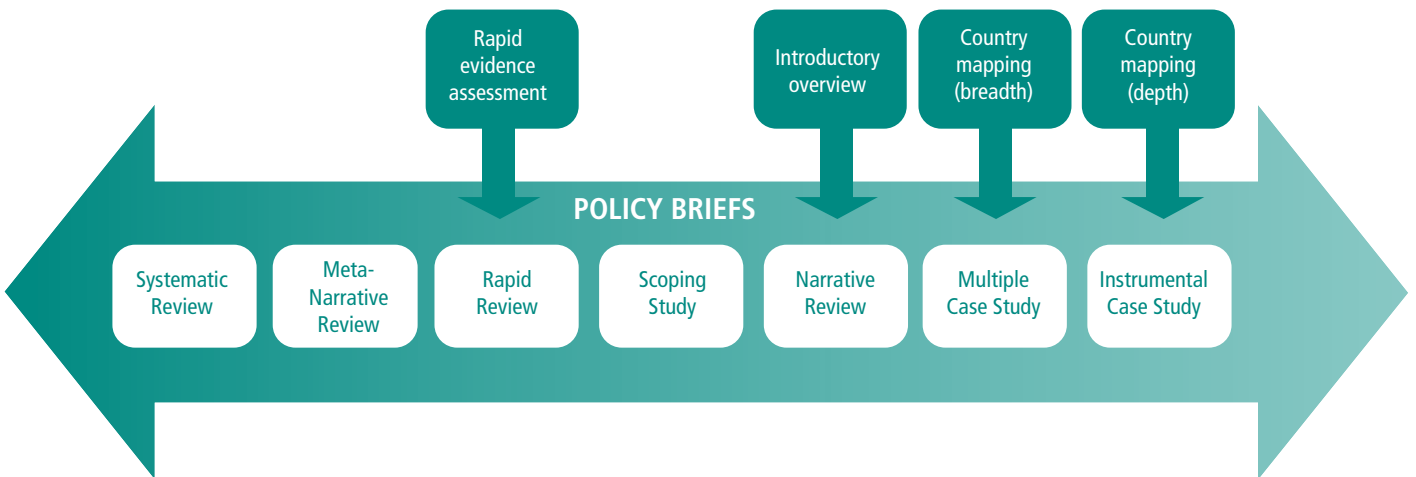 Rapid
evidence
assessment
Introductory
overview
Country
mapping
(breadth)
Country
mapping
(depth)
POLICY BRIEFS
Systematic
Review
Meta-
Narrative
Review
Rapid
Review
Scoping
Study
Narrative
Review
Multiple
Case Study
Instrumental
Case Study